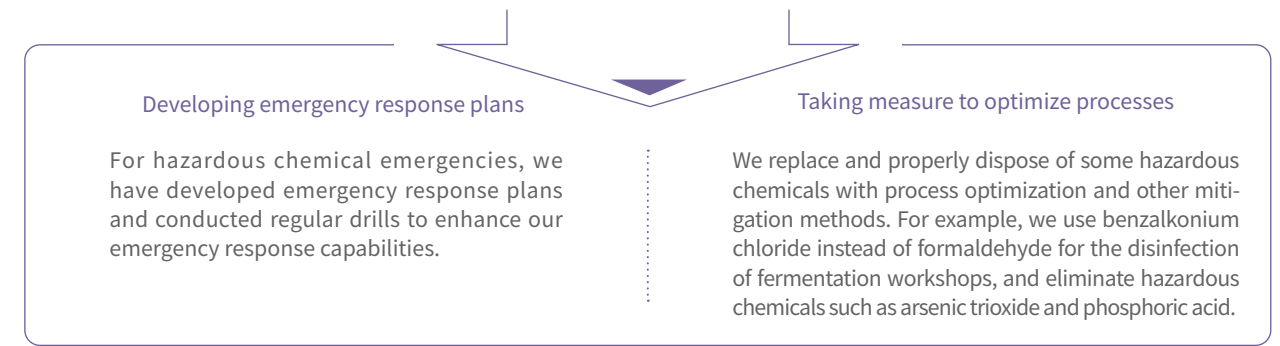 Developing emergency response plans
For hazardous chemical emergencies, we
have developed emergency response plans
and conducted regular drills to enhance our
emergency response capabilities.
Taking measure to optimize processes
We replace and properly dispose of some hazardous
chemicals with process optimization and other miti-
gation methods. For example, we use benzalkonium
chloride instead of formaldehyde for the disinfection
of fermentation workshops, and eliminate hazardous
chemicals such as arsenic trioxide and phosphoric acid.